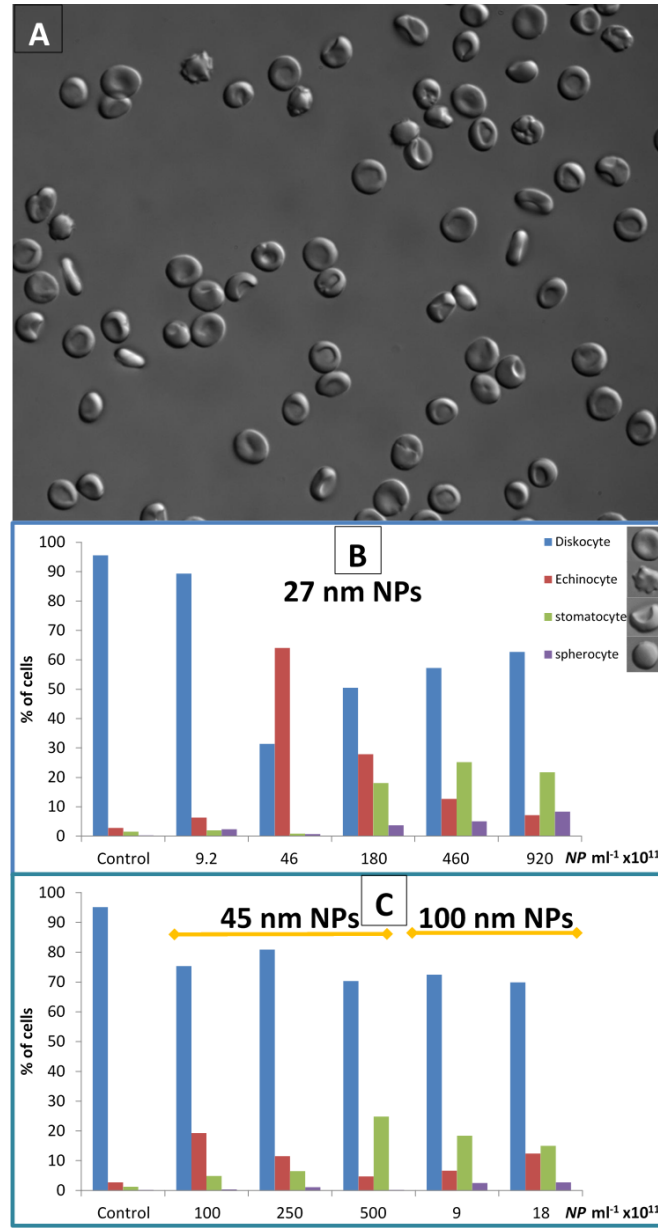 A
B
27 nm NPs
Diskocyte
Echinocyte
stomatocyte
spherocyte
100
90
80
70
60
50
40
30
20
10
0
% of cells
Control 9.2 46 180 460 920 NP ml⁻¹ x10¹¹
C
45 nm NPs 100 nm NPs
100
90
80
70
60
50
40
30
20
10
0
% of cells
Control 100 250 500 9 18 NP ml⁻¹ x10¹¹